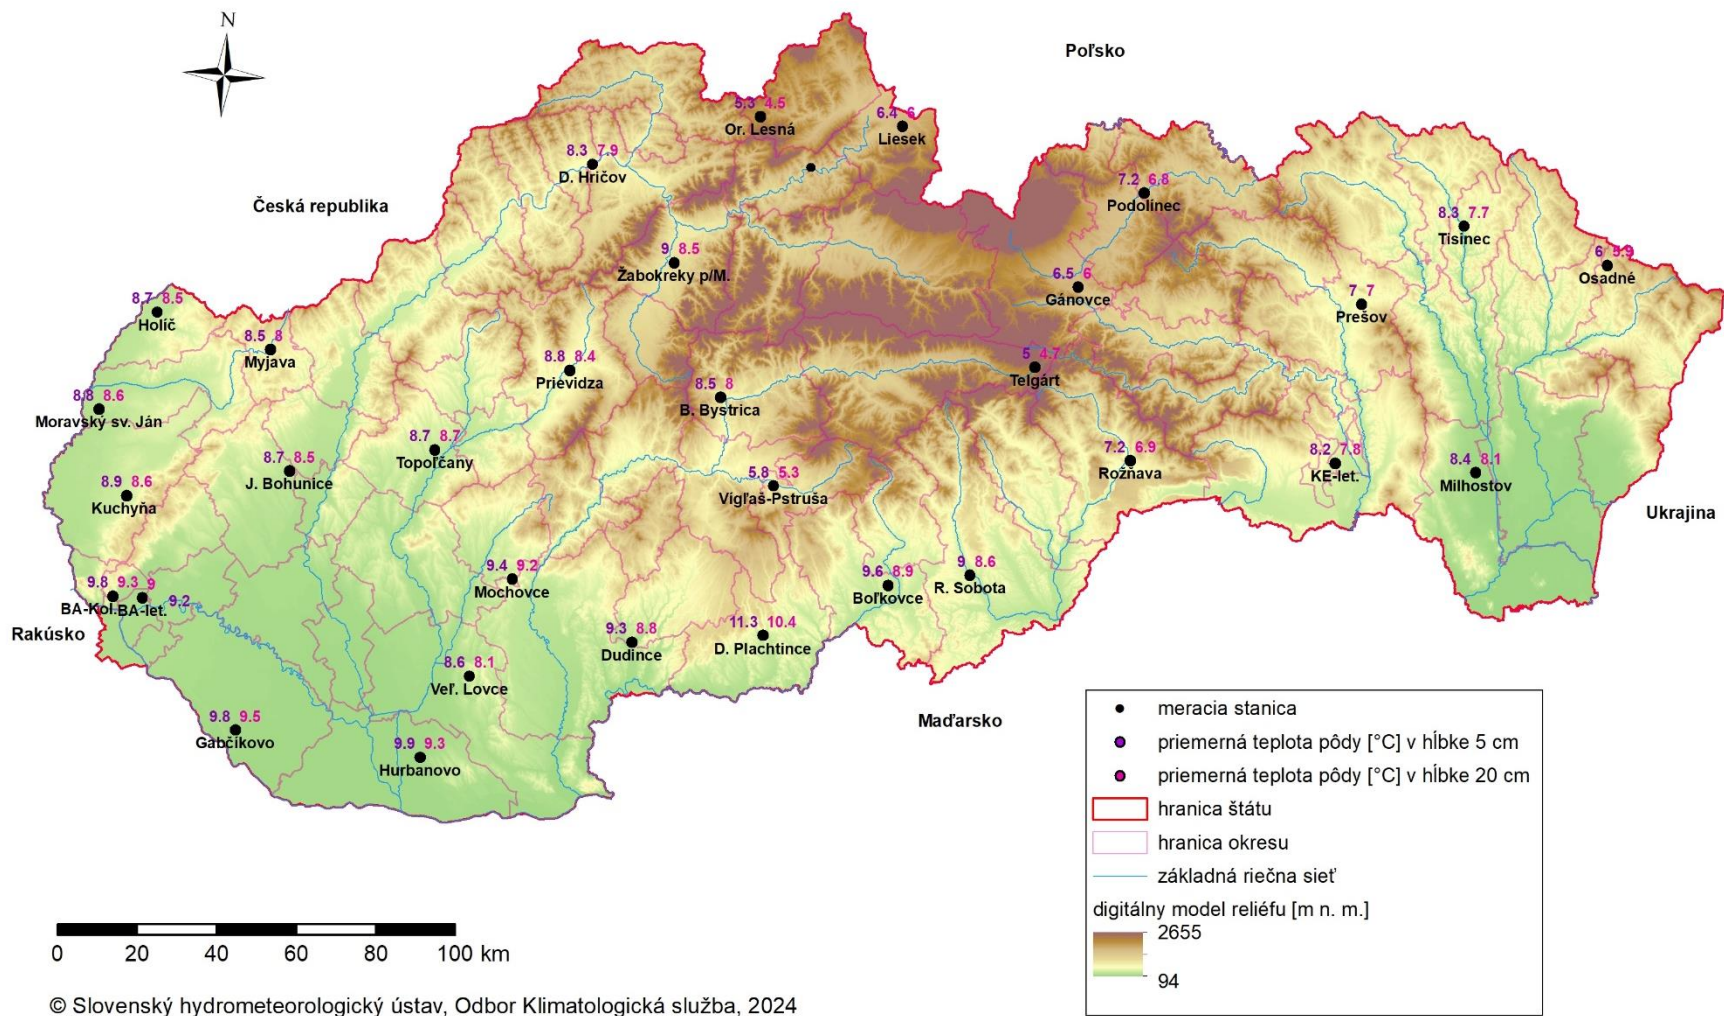 N
Poľsko
5.3 4.5
Or. Lesná
6.4 6
Liesek
8.3 7.9
D. Hričov
7.2 6.8
Podolínec
Česká republika
8.3 7.7
Tisinec
9 8.5
Žabokreky p/M.
6 5.9
Osadné
6.5 6
Gánovce
8.7 8.5
Holíč
7 7
Prešov
8.5 8
Myjava
8.8 8.4
Prievidza
5 4.7
Telgárt
8.5 8
B. Bystrica
8.8 8.6
Moravský sv. Ján
8.7 8.7
Topoľčany
8.7 8.5
J. Bohunice
7.2 6.9
Rožňava
8.2 7.8
KE-let.
8.4 8.1
Milhostov
5.8 5.3
Vígľaš-Pstruša
8.9 8.6
Kuchyňa
Ukrajina
9.4 9.2
Mochovce
9.6 8.9
Boľkovce
9 8.6
R. Sobota
9.8 9.3 9
BA-Kol. BA-let. 9.2
Rakúsko
9.3 8.8
Dudince
11.3 10.4
D. Plachtince
8.6 8.1
Veľ. Lovce
Maďarsko
9.8 9.5
Gabčíkovo
9.9 9.3
Hurbanovo
meracia stanica
priemerná teplota pôdy [°C] v hĺbke 5 cm
priemerná teplota pôdy [°C] v hĺbke 20 cm
hranica štátu
hranica okresu
základná riečna sieť
digitálny model reliéfu [m n. m.]
2655
94
0 20 40 60 80 100 km
© Slovenský hydrometeorologický ústav, Odbor Klimatologická služba, 2024